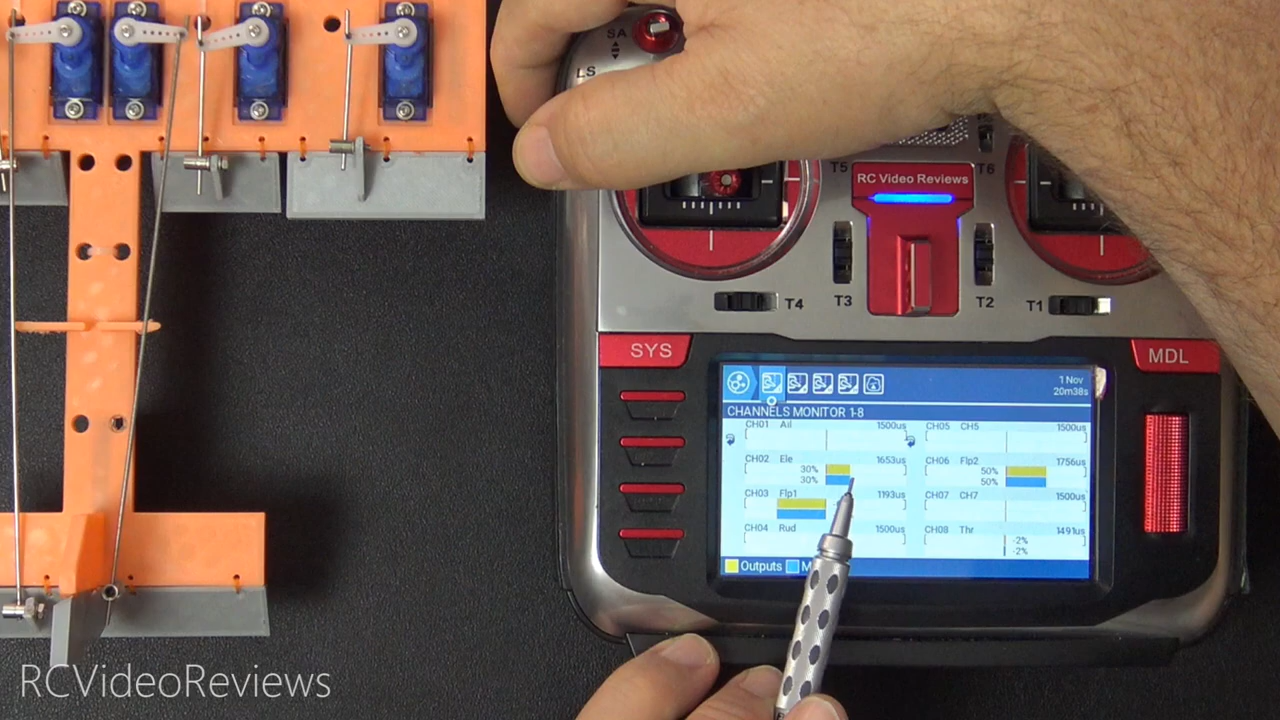 SA
LS
T5
T6
RC Video Reviews
T4
T3
T2
T1
SYS
MDL
1 Nov
20m38s
CHANNELS MONITOR 1-8
CH01 Ail 1500us
CH05 CH5 1500us
CH02 Ele 1653us
30%
30%
CH06 Flp2 1756us
50%
50%
CH03 Flp1 1193us
CH07 CH7 1500us
CH04 Rud 1500us
CH08 Thr 1491us
-2%
-2%
Outputs
RCVideoReviews